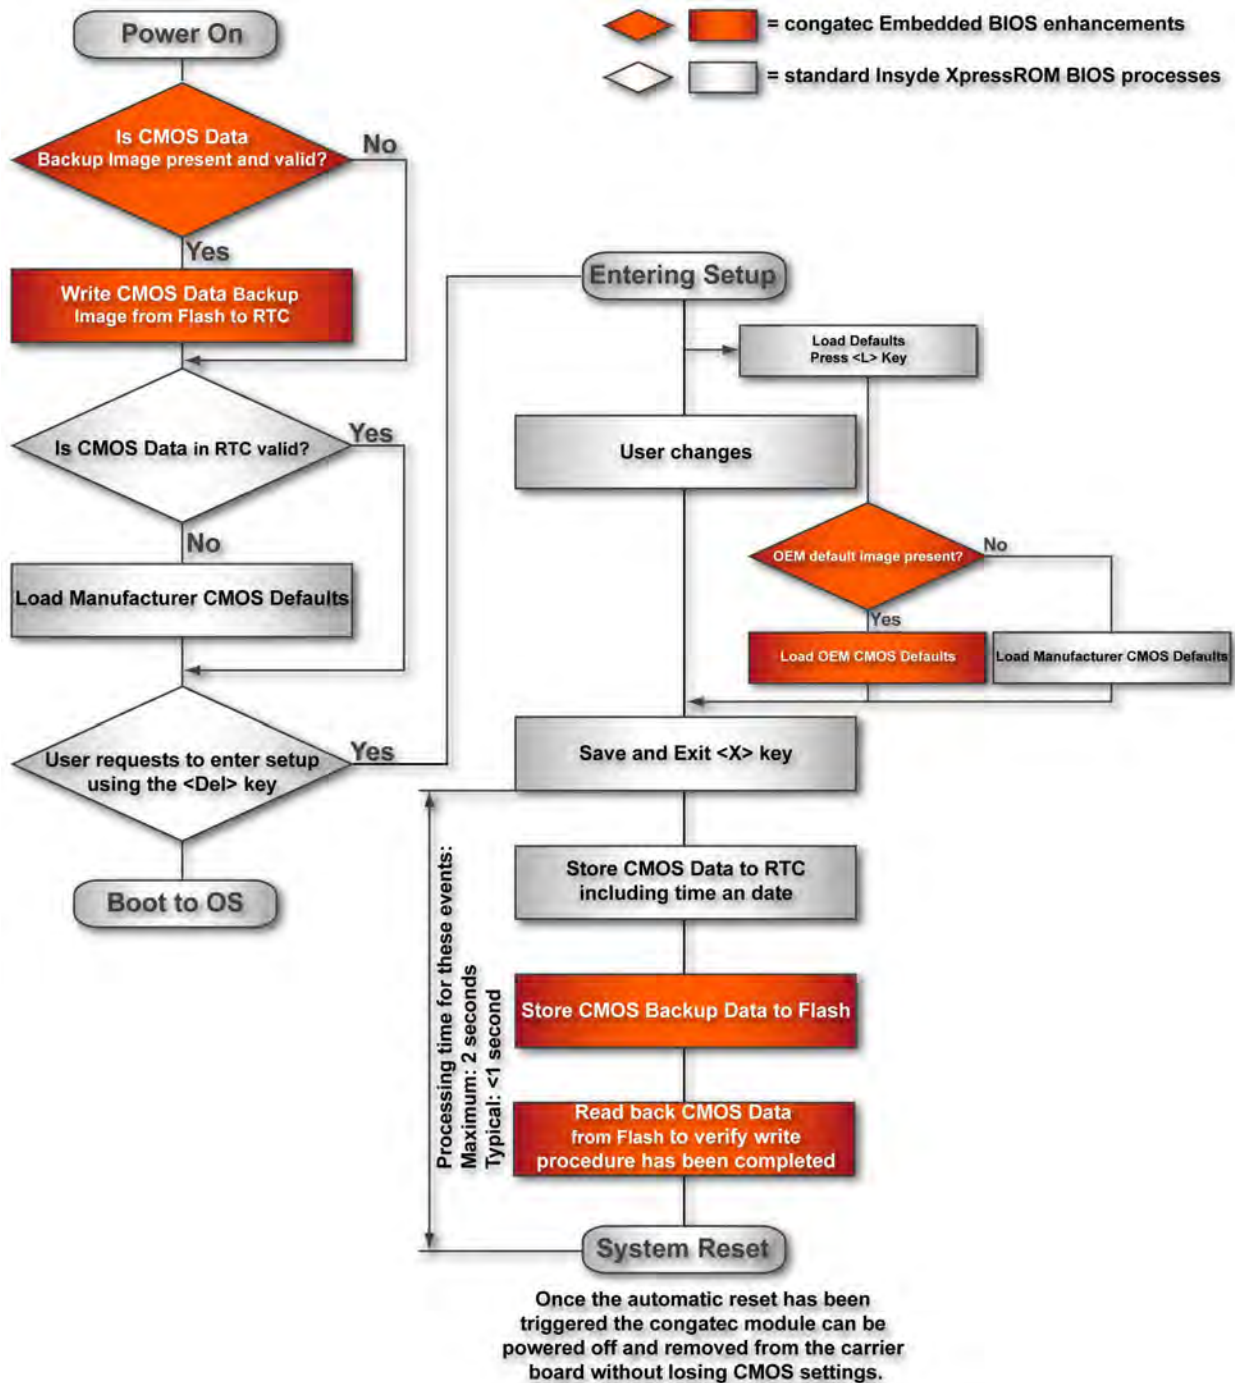 Power On
= congatec Embedded BIOS enhancements
= standard Insyde XpressROM BIOS processes
Is CMOS Data
Backup Image present and valid?
No
Yes
Write CMOS Data Backup
Image from Flash to RTC
Is CMOS Data in RTC valid?
Yes
No
Load Manufacturer CMOS Defaults
User requests to enter setup
using the <Del> key
Yes
Boot to OS
Entering Setup
Load Defaults
Press <L> Key
User changes
OEM default image present?
No
Yes
Load OEM CMOS Defaults
Load Manufacturer CMOS Defaults
Save and Exit <X> key
Processing time for these events:
Maximum: 2 seconds
Typical: <1 second
Store CMOS Data to RTC
including time an date
Store CMOS Backup Data to Flash
Read back CMOS Data
from Flash to verify write
procedure has been completed
System Reset
Once the automatic reset has been
triggered the congatec module can be
powered off and removed from the carrier
board without losing CMOS settings.